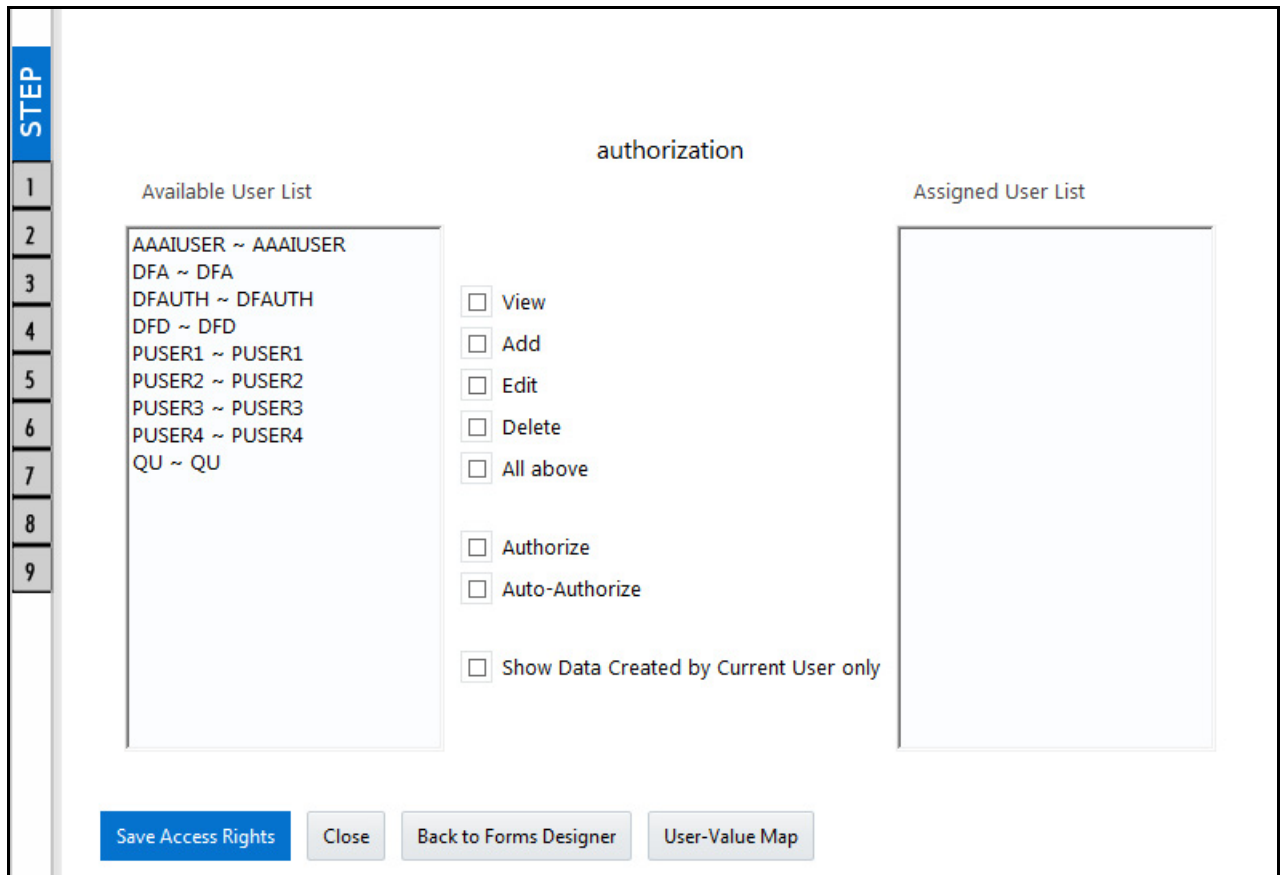 STEP
1
2
3
4
5
6
7
8
9
authorization
Available User List
AAAIUSER ~ AAAIUSER
DFA ~ DFA
DFAUTH ~ DFAUTH
DFD ~ DFD
PUSER1 ~ PUSER1
PUSER2 ~ PUSER2
PUSER3 ~ PUSER3
PUSER4 ~ PUSER4
QU ~ QU
View
Add
Edit
Delete
All above
Authorize
Auto-Authorize
Show Data Created by Current User only
Assigned User List
Save Access Rights
Close
Back to Forms Designer
User-Value Map